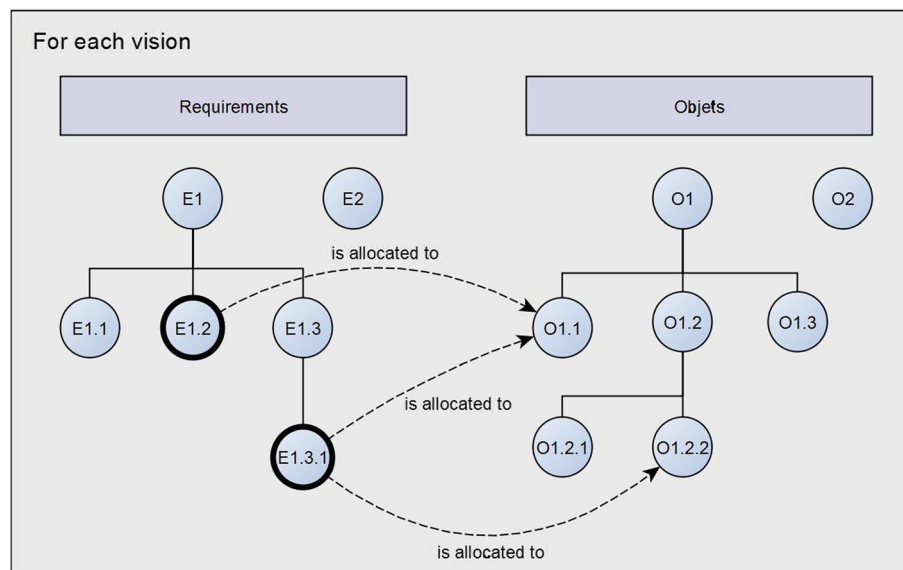 For each vision
Requirements
Objets
E1
E2
O1
O2
is allocated to
E1.1
E1.2
E1.3
O1.1
O1.2
O1.3
is allocated to
E1.3.1
O1.2.1
O1.2.2
is allocated to